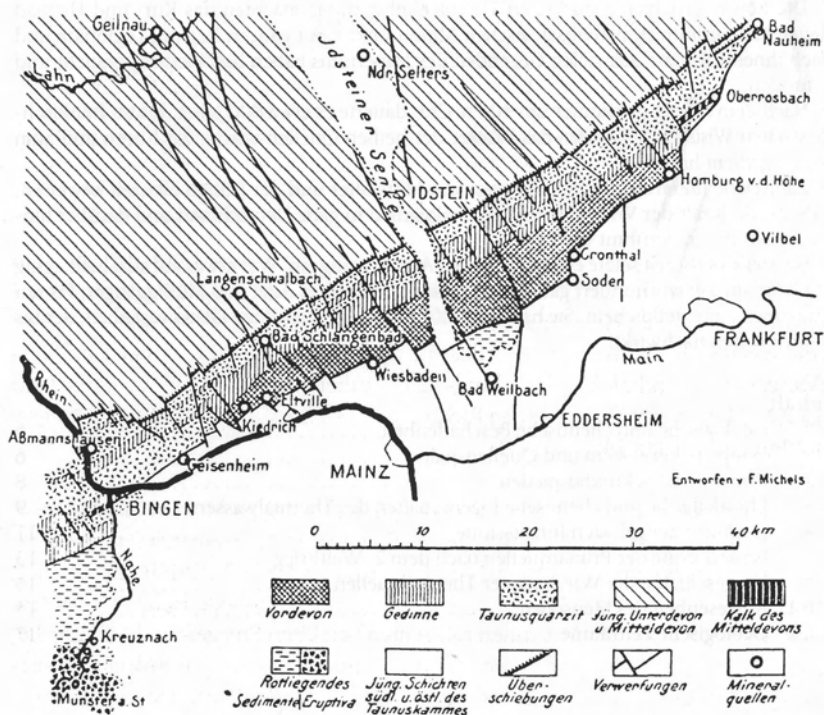 Geilnau
Lahn
Bad
Nauheim
Ndr. Selters
Oberrosbach
Idsteiner Senke
IDSTEIN
Homburg v. d. Höhe
Vilbel
Cronthal
Soden
Langenschwalbach
Bad Schlangenbad
FRANKFURT
Main
Rhein
Wiesbaden
Bad Weilbach
Eltville
EDDERSHEIM
Kiedrich
Aßmannshausen
Geisenheim
MAINZ
BINGEN
Entworfen v. F. Michels
Nahe
0 10 20 30 40 km
Kreuznach
Münster a. St
Vordevon
Gedinne
Taunusquarzit
Jüng. Unterdevon
u. Mitteldevon
Kalk des
Mitteldevons
Rotliegendes
Sedimente Eruptiva
Jüng. Schichten
südl. u. östl. des
Taunuskammes
Über-
schiebungen
Verwerfungen
Mineral-
quellen